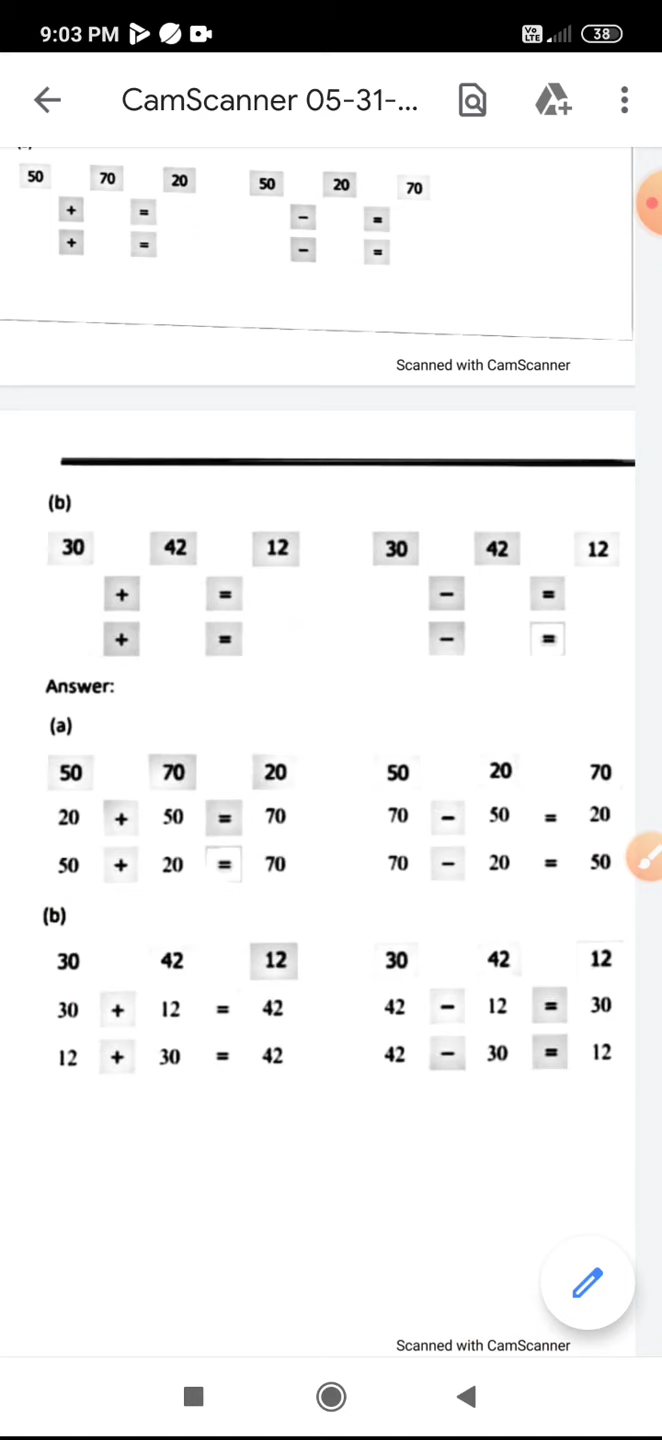 9:03 PM Vo LTE 38
CamScanner 05-31-...
50 70 20 50 20 70
+ = - =
+ = - =
Scanned with CamScanner
(b)
30 42 12 30 42 12
+ = - =
+ = - =
Answer:
(a)
50 70 20 50 20 70
20 + 50 = 70 70 - 50 = 20
50 + 20 = 70 70 - 20 = 50
(b)
30 42 12 30 42 12
30 + 12 = 42 42 - 12 = 30
12 + 30 = 42 42 - 30 = 12
Scanned with CamScanner